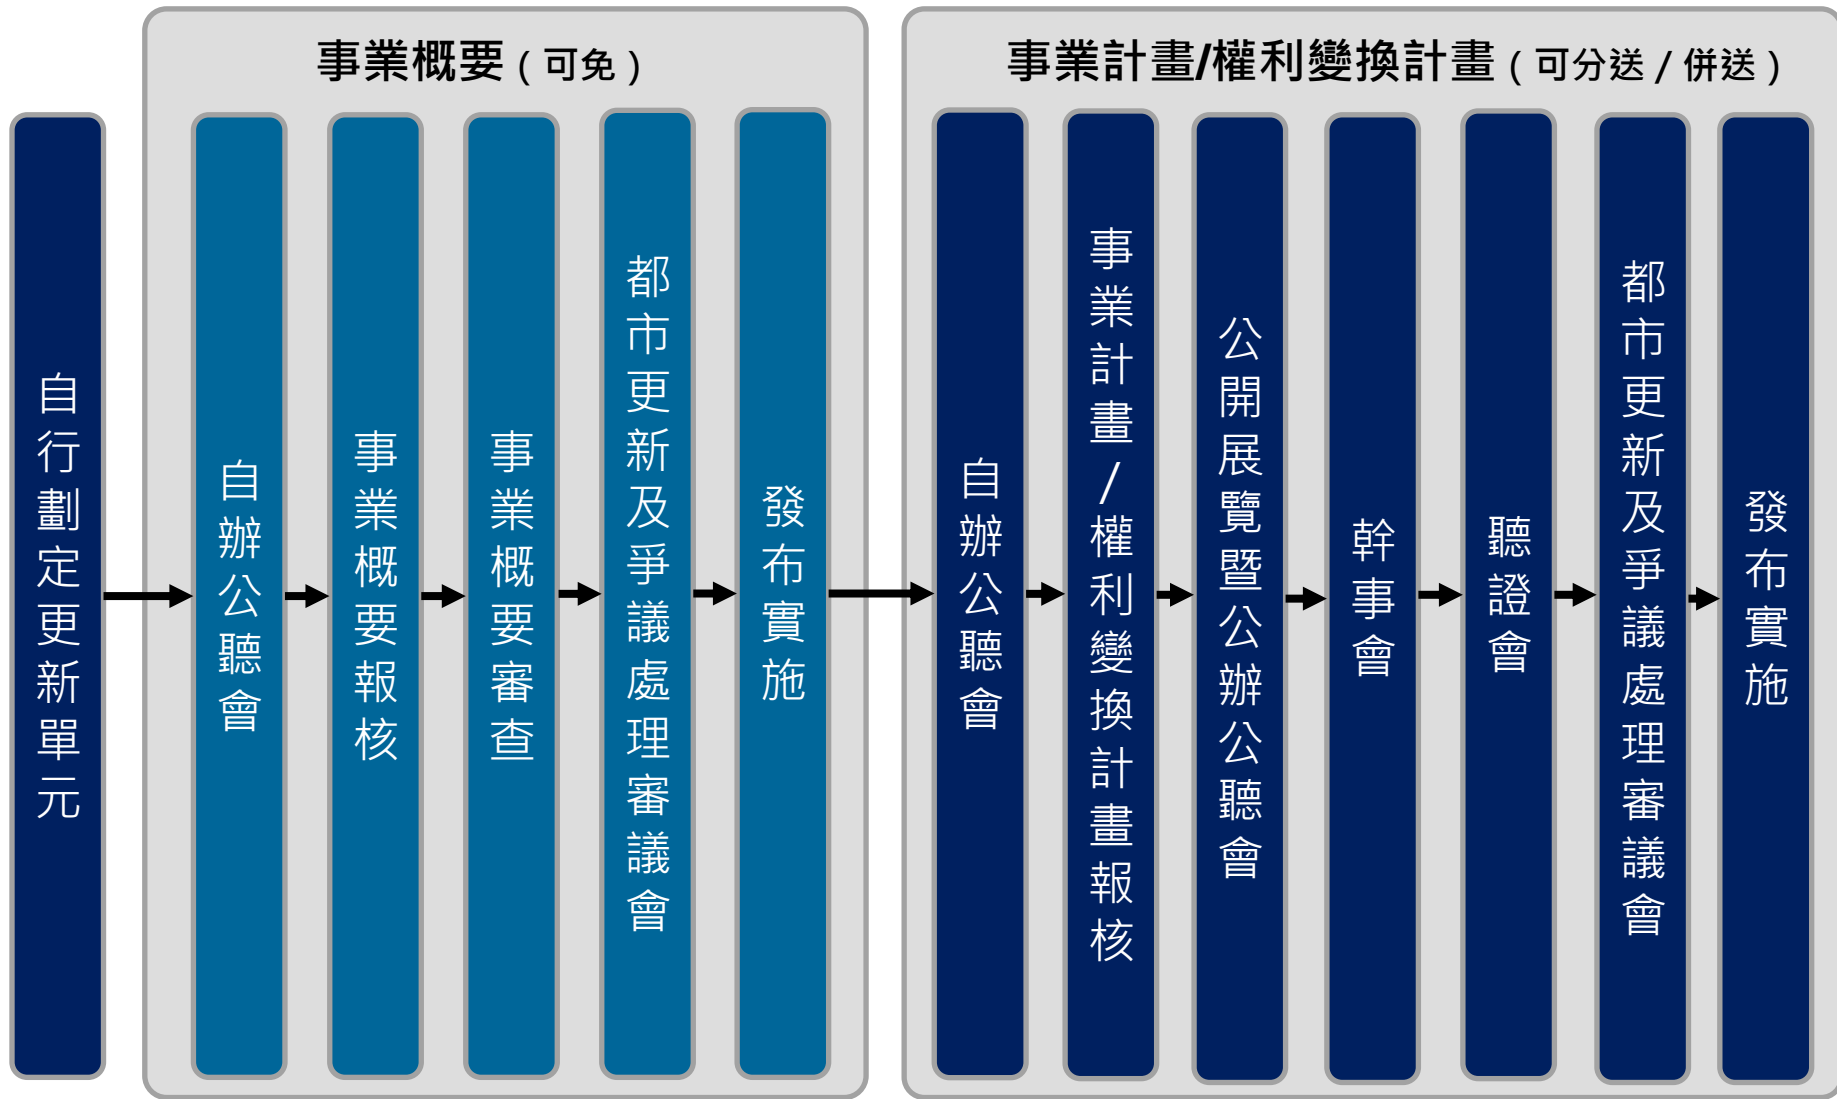 自行劃定更新單元
事業概要（可免）
自辦公聽會
事業概要報核
事業概要審查
都市更新及爭議處理審議會
發布實施
事業計畫/權利變換計畫（可分送 / 併送）
自辦公聽會
事業計畫/權利變換計畫報核
公開展覽暨公辦公聽會
幹事會
聽證會
都市更新及爭議處理審議會
發布實施